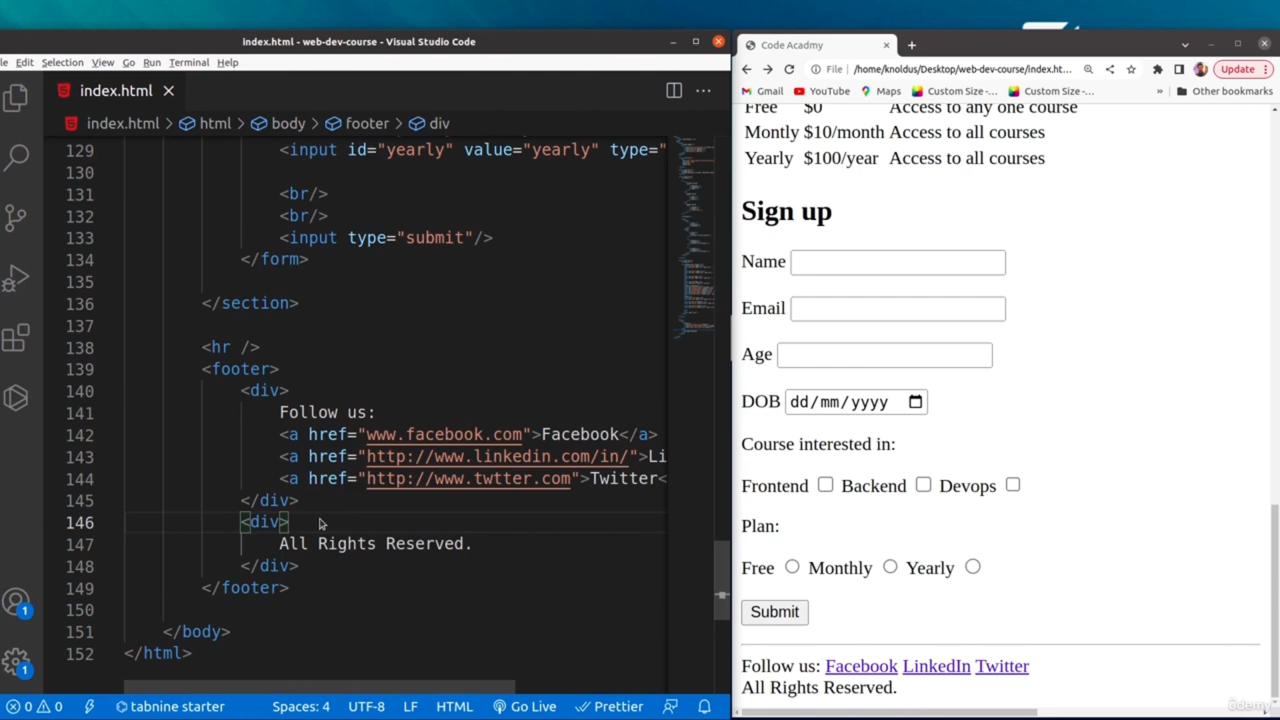 index.html - web-dev-course - Visual Studio Code
le Edit Selection View Go Run Terminal Help
index.html
index.html > html > body > footer > div
129 <input id="yearly" value="yearly" type="
130
131 <br/>
132 <br/>
133 <input type="submit"/>
134 </form>
135
136 </section>
137
138 <hr />
139 <footer>
140 <div>
141 Follow us:
142 <a href="www.facebook.com">Facebook</a>
143 <a href="http://www.linkedin.com/in/">Li
144 <a href="http://www.twtter.com">Twitter<
145 </div>
146 <div>
147 All Rights Reserved.
148 </div>
149 </footer>
150
151 </body>
152 </html>
1
1
0 0 tabnine starter Spaces: 4 UTF-8 LF HTML Go Live Prettier
Code Acadmy
File /home/knoldus/Desktop/web-dev-course/index.ht... Update
Gmail YouTube Maps Custom Size -... Custom Size -... » Other bookmarks
Free $0 Access to any one course
Montly $10/month Access to all courses
Yearly $100/year Access to all courses
Sign up
Name
Email
Age
DOB dd/mm/yyyy
Course interested in:
Frontend Backend Devops
Plan:
Free Monthly Yearly
Submit
Follow us: Facebook LinkedIn Twitter
All Rights Reserved.
ûdemy